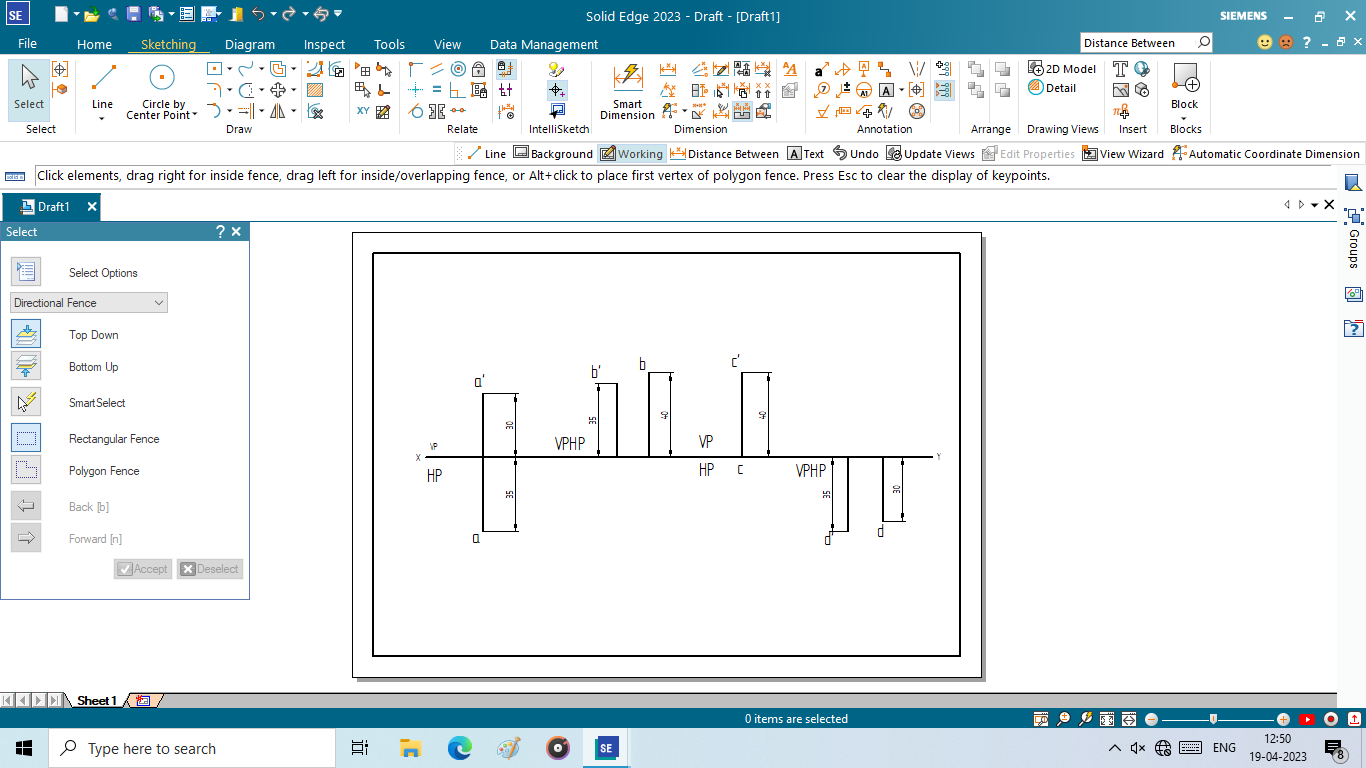 SE
Solid Edge 2023 - Draft - [Draft1]
SIEMENS
File Home Sketching Diagram Inspect Tools View Data Management
Distance Between
Select
Line
Circle by Center Point
XY
Smart Dimension
2D Model
Detail
Block
Select Draw Relate IntelliSketch Dimension Annotation Arrange Drawing Views Insert Blocks
Line Background Working Distance Between Text Undo Update Views Edit Properties View Wizard Automatic Coordinate Dimension
Click elements, drag right for inside fence, drag left for inside/overlapping fence, or Alt+click to place first vertex of polygon fence. Press Esc to clear the display of keypoints.
Draft1
Groups
Select
Select Options
Directional Fence
Top Down
Bottom Up
SmartSelect
Rectangular Fence
Polygon Fence
Back [b]
Forward [n]
Accept Deselect
a' b' b c'
30 35 40 40
VP VPHP VP
X Y
HP HP c VPHP
35 35 30
a d' d
Sheet1
0 items are selected
Type here to search
SE
ENG
12:50
19-04-2023
8